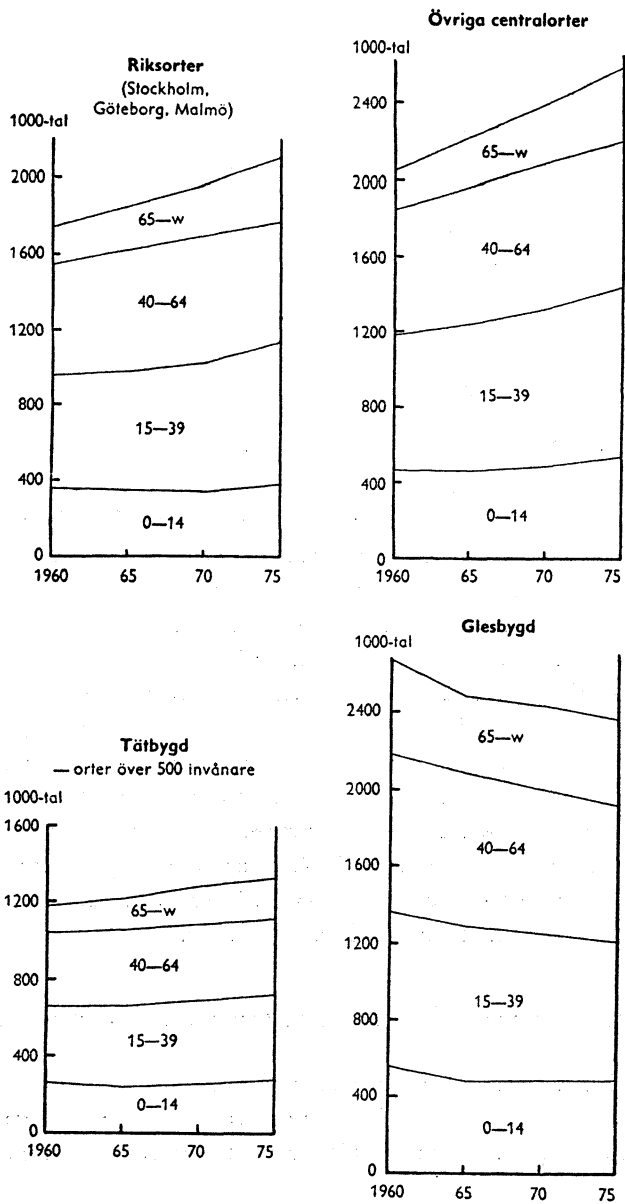 Riksorter
(Stockholm,
Göteborg, Malmö)
1000-tal
2000
1600
1200
800
400
0
65—w
40—64
15—39
0—14
1960 65 70 75
Övriga centralorter
1000-tal
2400
2000
1600
1200
800
400
0
65—w
40—64
15—39
0—14
1960 65 70 75
Tätbygd
— orter över 500 invånare
1000-tal
1600
1200
800
400
0
65—w
40—64
15—39
0—14
1960 65 70 75
Glesbygd
1000-tal
2400
2000
1600
1200
800
400
0
65—w
40—64
15—39
0—14
1960 65 70 75